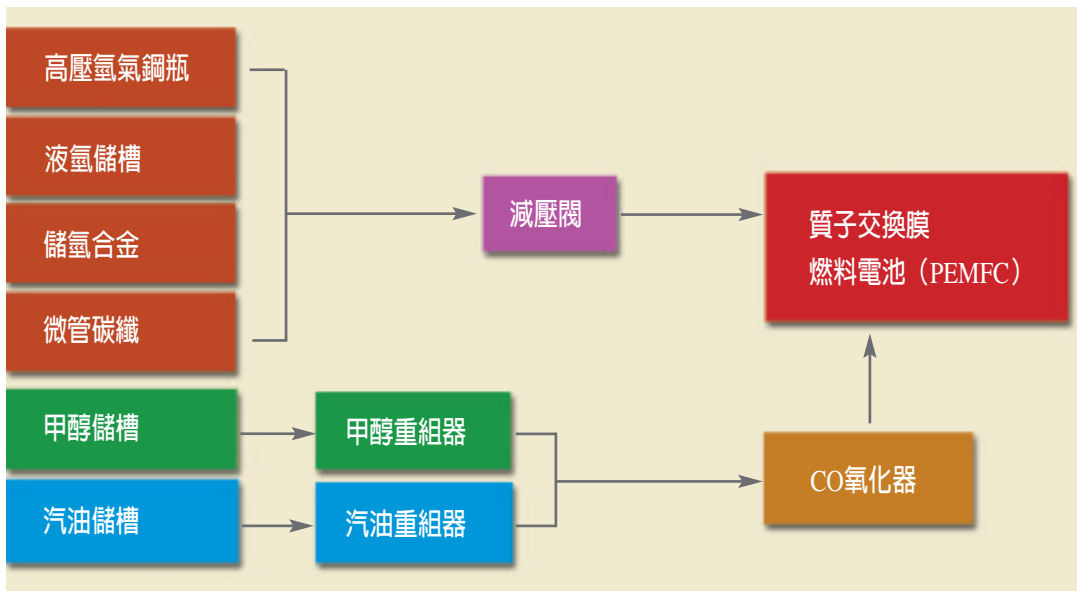 高壓氫氣鋼瓶
液氫儲槽
儲氫合金
微管碳纖
減壓閥
質子交換膜
燃料電池（PEMFC）
甲醇儲槽
甲醇重組器
汽油儲槽
汽油重組器
CO氧化器